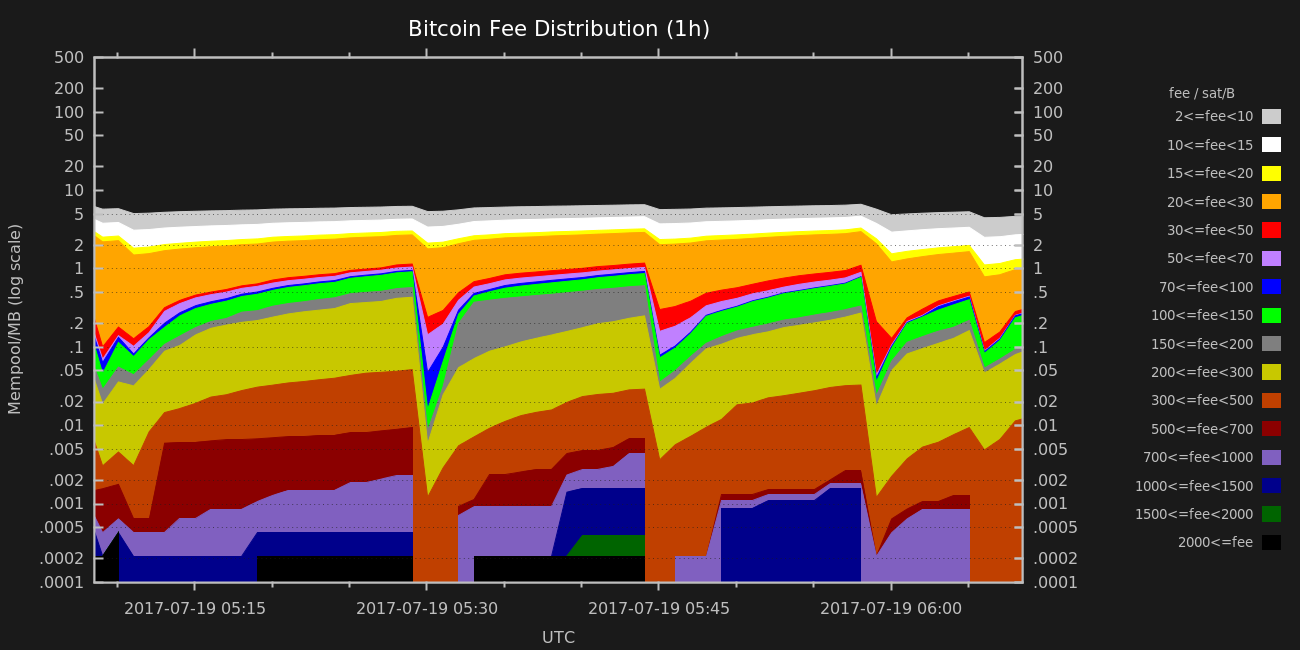 Bitcoin Fee Distribution (1h)
500 500
200 200
100 100
50 50
20 20
10 10
5 5
2 2
1 1
.5 .5
.2 .2
.1 .1
.05 .05
.02 .02
.01 .01
.005 .005
.002 .002
.001 .001
.0005 .0005
.0002 .0002
.0001 .0001
Mempool/MB (log scale)
2017-07-19 05:15 2017-07-19 05:30 2017-07-19 05:45 2017-07-19 06:00
UTC
fee / sat/B
2<=fee<10
10<=fee<15
15<=fee<20
20<=fee<30
30<=fee<50
50<=fee<70
70<=fee<100
100<=fee<150
150<=fee<200
200<=fee<300
300<=fee<500
500<=fee<700
700<=fee<1000
1000<=fee<1500
1500<=fee<2000
2000<=fee